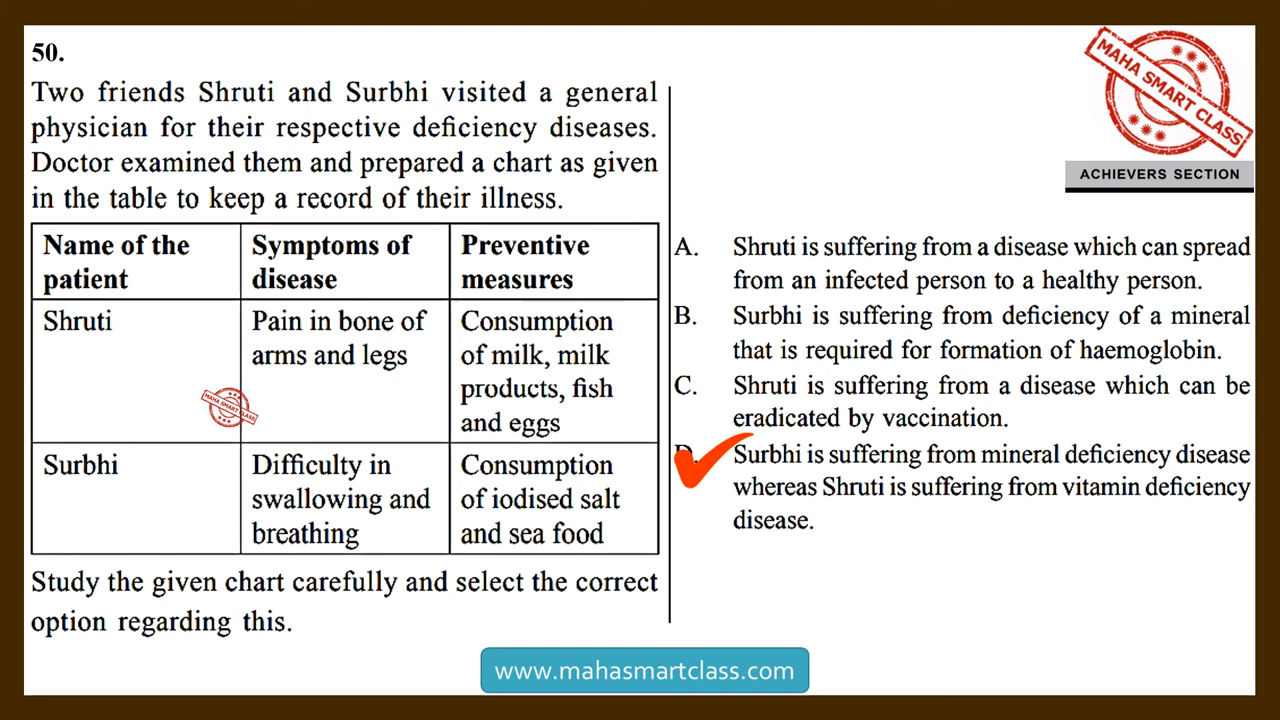 50.
Two friends Shruti and Surbhi visited a general
physician for their respective deficiency diseases.
Doctor examined them and prepared a chart as given
in the table to keep a record of their illness.
Name of the patient
Symptoms of disease
Preventive measures
Shruti
Pain in bone of
arms and legs
Consumption
of milk, milk
products, fish
and eggs
MAHA SMART CLASS
Surbhi
Difficulty in
swallowing and
breathing
Consumption
of iodised salt
and sea food
Study the given chart carefully and select the correct
option regarding this.
MAHA SMART CLASS
ACHIEVERS SECTION
A. Shruti is suffering from a disease which can spread
from an infected person to a healthy person.
B. Surbhi is suffering from deficiency of a mineral
that is required for formation of haemoglobin.
C. Shruti is suffering from a disease which can be
eradicated by vaccination.
D. Surbhi is suffering from mineral deficiency disease
whereas Shruti is suffering from vitamin deficiency
disease.
www.mahasmartclass.com